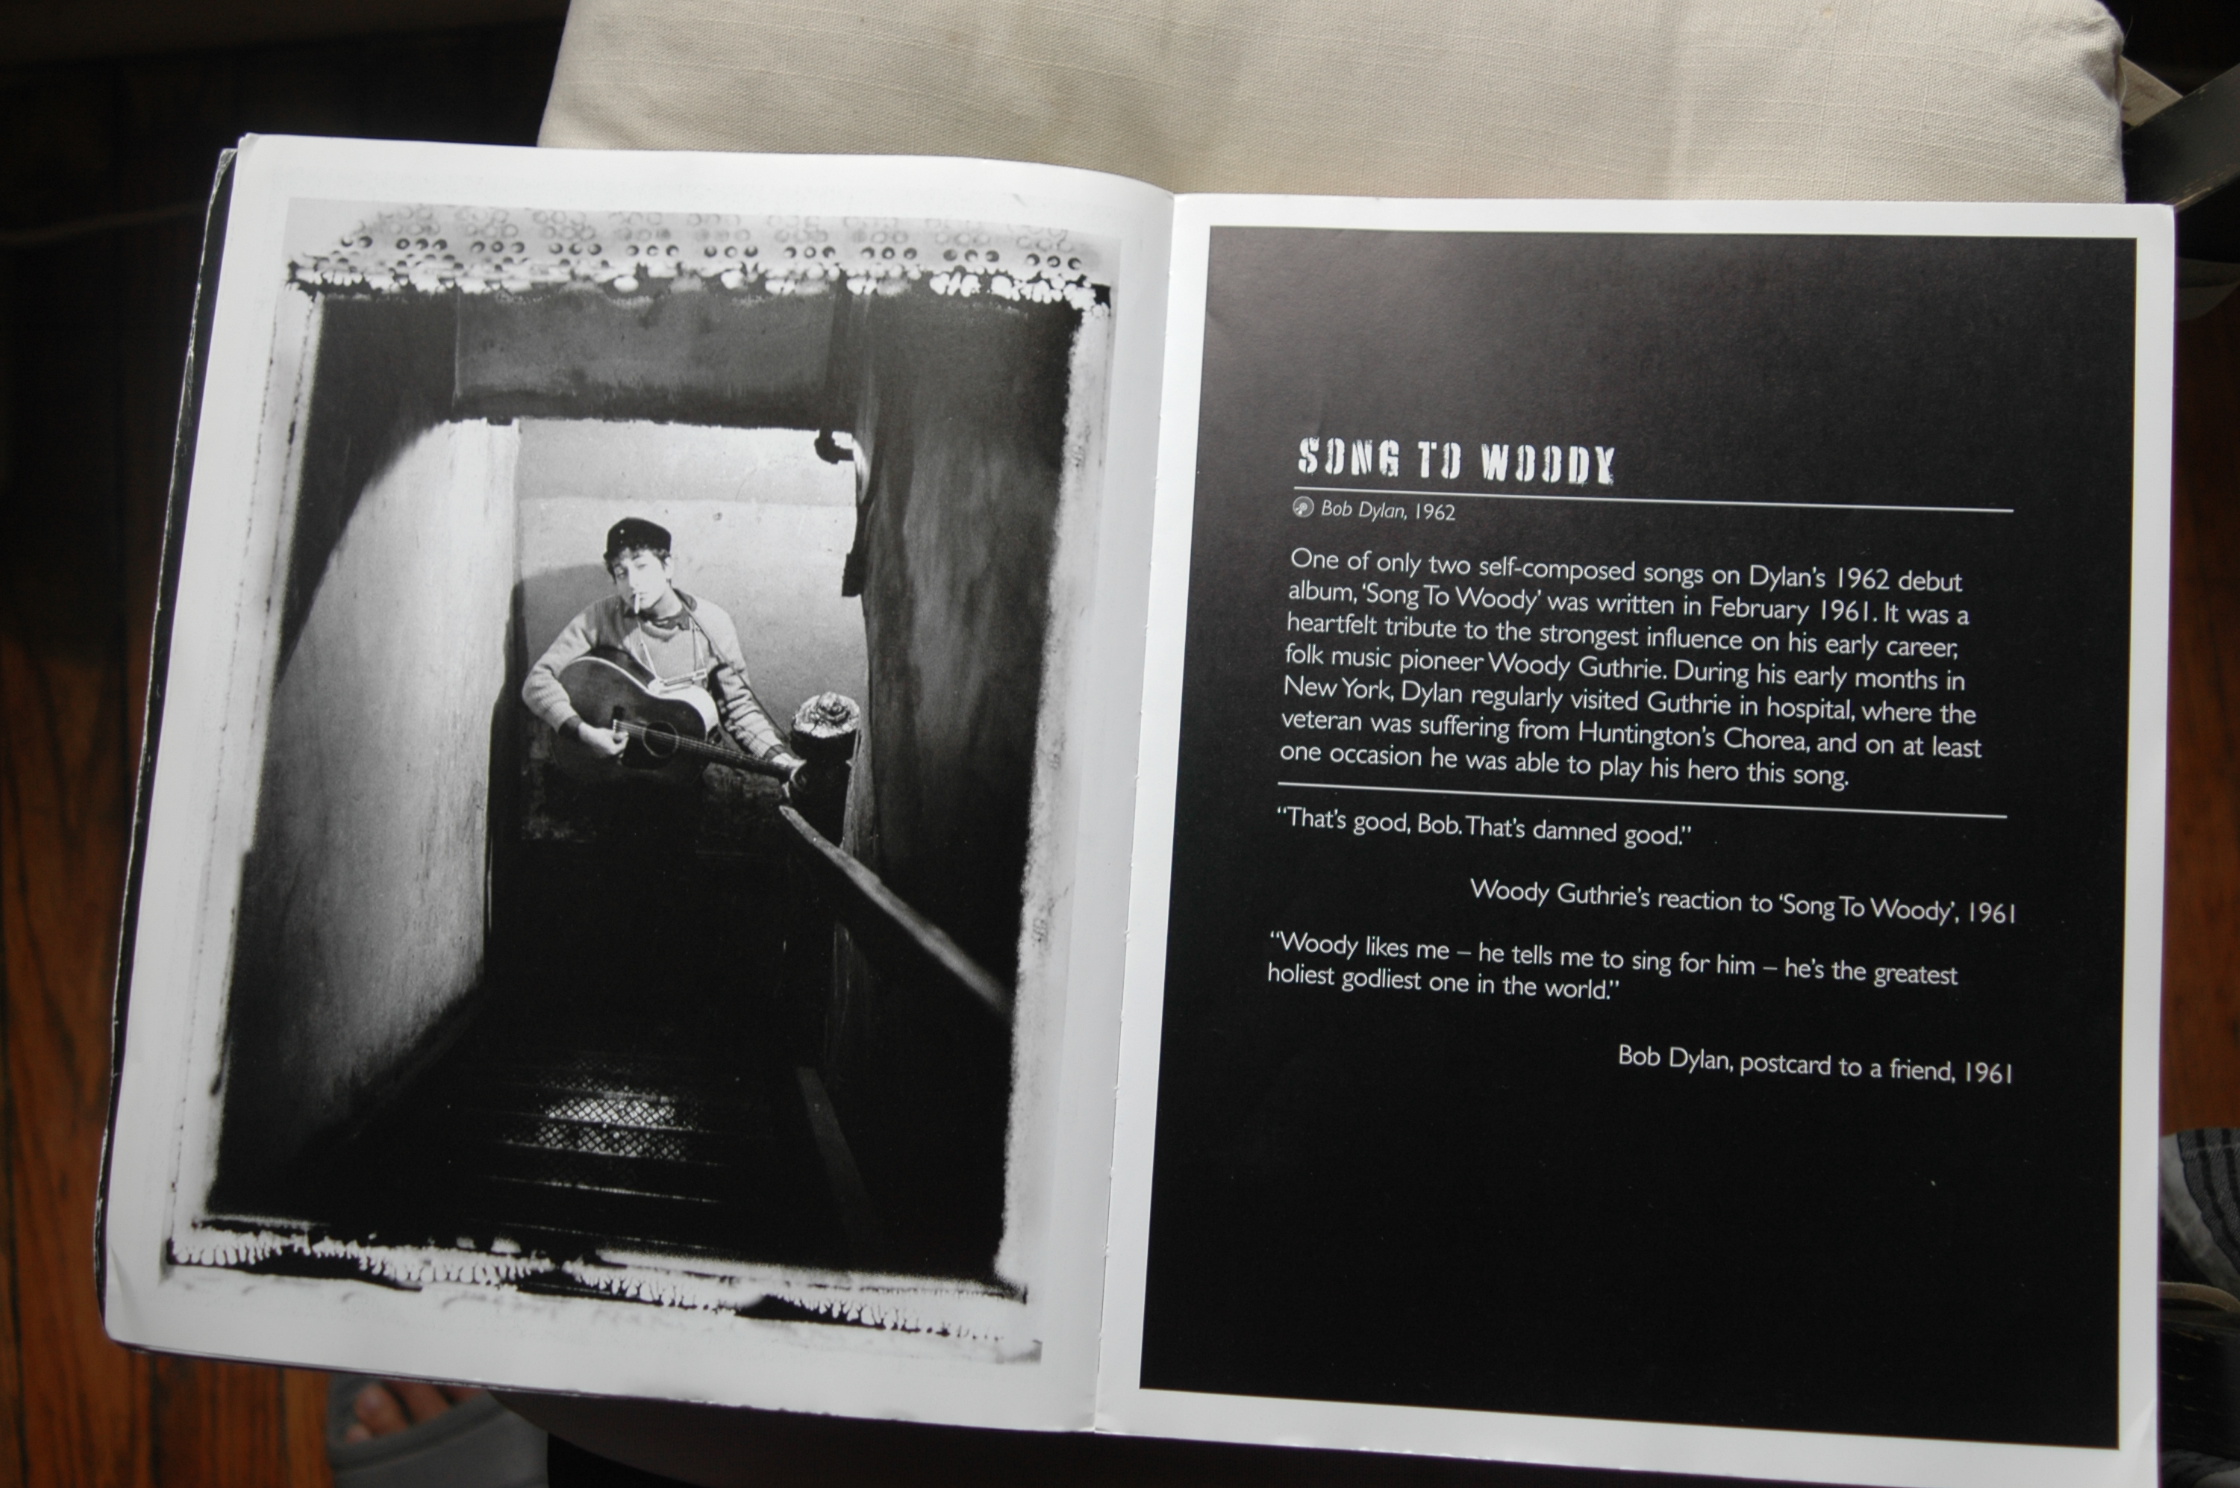 SONG TO WOODY
Bob Dylan, 1962
One of only two self-composed songs on Dylan's 1962 debut
album, 'Song To Woody' was written in February 1961. It was a
heartfelt tribute to the strongest influence on his early career,
folk music pioneer Woody Guthrie. During his early months in
New York, Dylan regularly visited Guthrie in hospital, where the
veteran was suffering from Huntington's Chorea, and on at least
one occasion he was able to play his hero this song.
"That's good, Bob. That's damned good."
Woody Guthrie's reaction to 'Song To Woody', 1961
"Woody likes me – he tells me to sing for him – he's the greatest
holiest godliest one in the world."
Bob Dylan, postcard to a friend, 1961